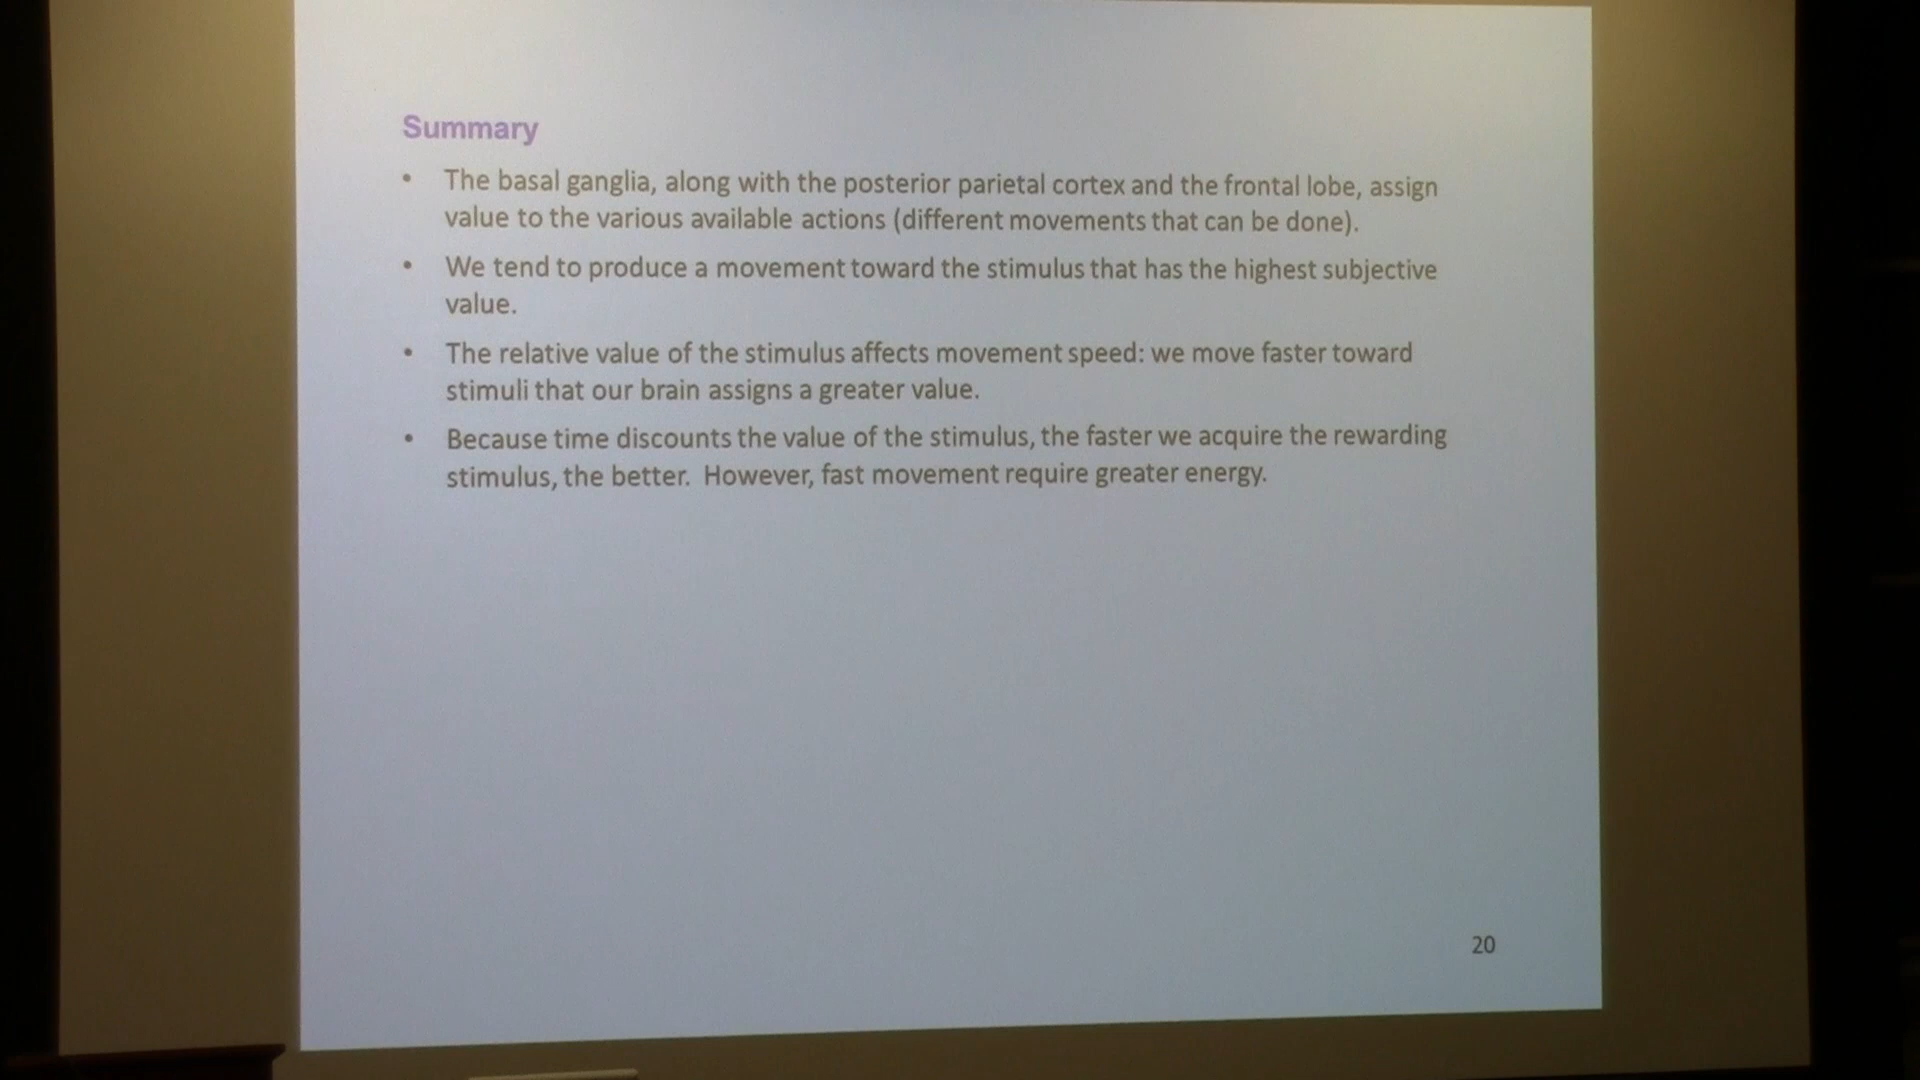 Summary
• The basal ganglia, along with the posterior parietal cortex and the frontal lobe, assign
value to the various available actions (different movements that can be done).
• We tend to produce a movement toward the stimulus that has the highest subjective
value.
• The relative value of the stimulus affects movement speed: we move faster toward
stimuli that our brain assigns a greater value.
• Because time discounts the value of the stimulus, the faster we acquire the rewarding
stimulus, the better.  However, fast movement require greater energy.
20